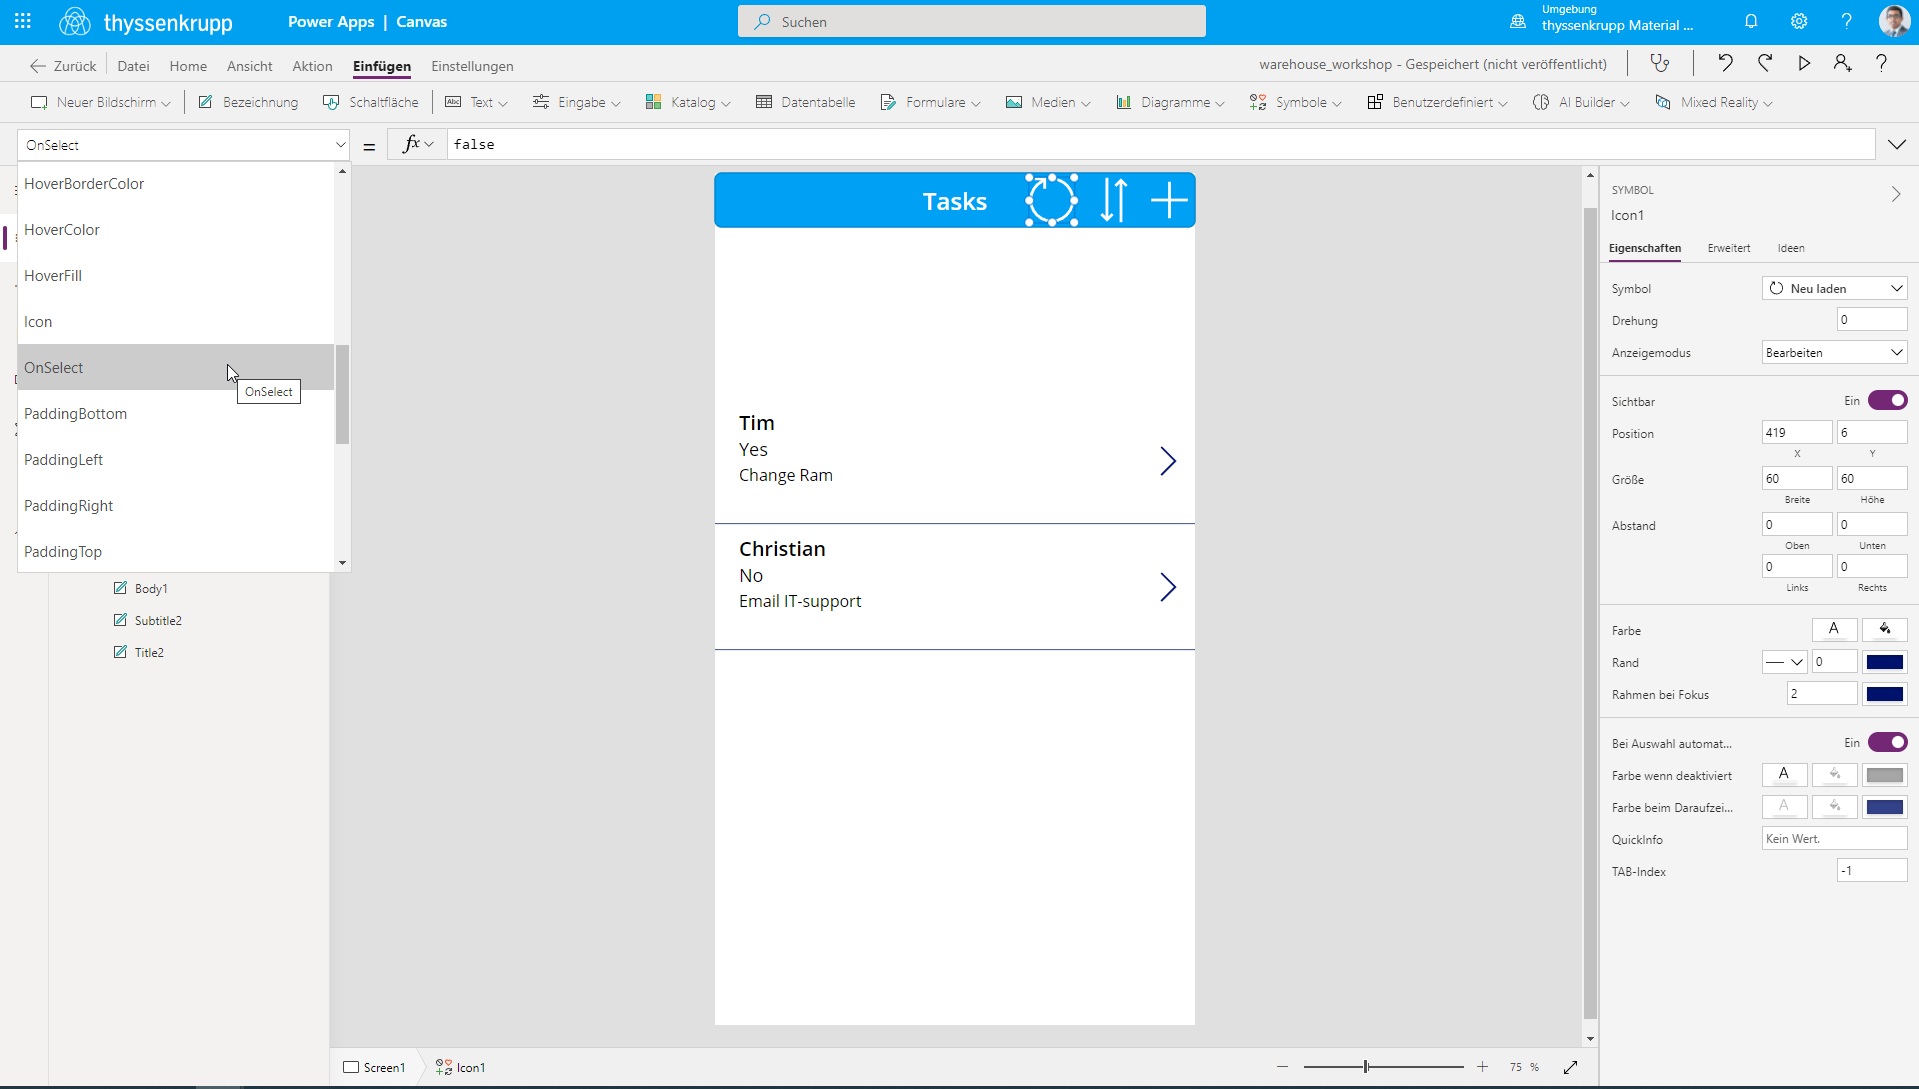 thyssenkrupp
Power Apps | Canvas
Suchen
Umgebung
thyssenkrupp Material ...
Zurück
Datei
Home
Ansicht
Aktion
Einfügen
Einstellungen
warehouse_workshop - Gespeichert (nicht veröffentlicht)
Neuer Bildschirm
Bezeichnung
Schaltfläche
Text
Eingabe
Katalog
Datentabelle
Formulare
Medien
Diagramme
Symbole
Benutzerdefiniert
AI Builder
Mixed Reality
OnSelect
=
fx
false
HoverBorderColor
HoverColor
HoverFill
Icon
OnSelect
OnSelect
PaddingBottom
PaddingLeft
PaddingRight
PaddingTop
Body1
Subtitle2
Title2
Tasks
Tim
Yes
Change Ram
Christian
No
Email IT-support
SYMBOL
Icon1
Eigenschaften
Erweitert
Ideen
Symbol
Neu laden
Drehung
0
Anzeigemodus
Bearbeiten
Sichtbar
Ein
Position
419
6
X
Y
Größe
60
60
Breite
Höhe
Abstand
0
0
Oben
Unten
0
0
Links
Rechts
Farbe
A
Rand
0
Rahmen bei Fokus
2
Bei Auswahl automat...
Ein
Farbe wenn deaktiviert
A
Farbe beim Daraufzei...
A
QuickInfo
Kein Wert.
TAB-Index
-1
Screen1
Icon1
75 %